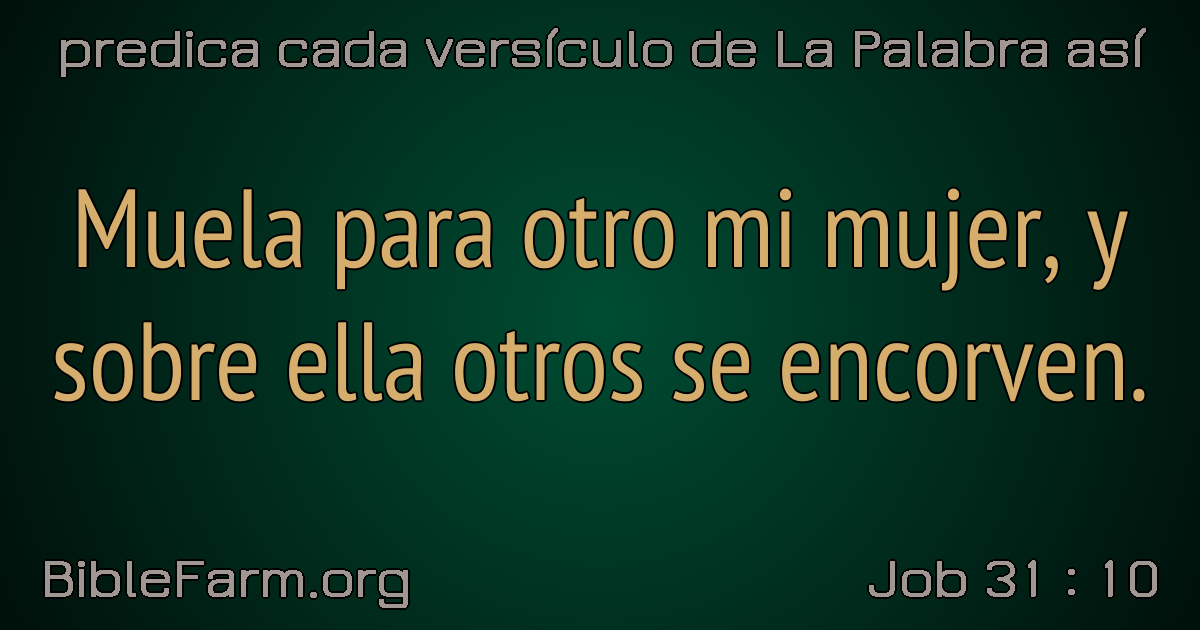 predica cada versículo de La Palabra así
Muela para otro mi mujer, y
sobre ella otros se encorven.
BibleFarm.org
Job 31 : 10